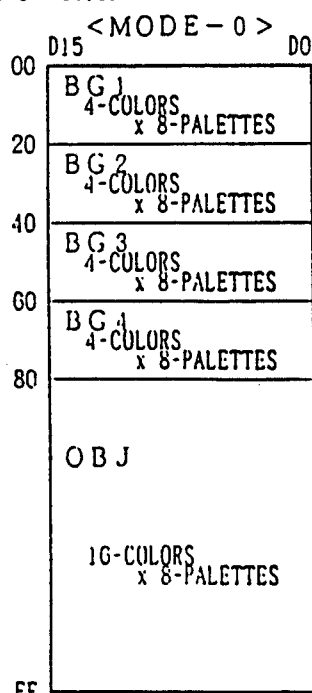 <MODE-0>
D15 D0
00
BG1
4-COLORS
x 8-PALETTES
20
BG2
4-COLORS
x 8-PALETTES
40
BG3
4-COLORS
x 8-PALETTES
60
BG4
4-COLORS
x 8-PALETTES
80
OBJ
16-COLORS
x 8-PALETTES
FF